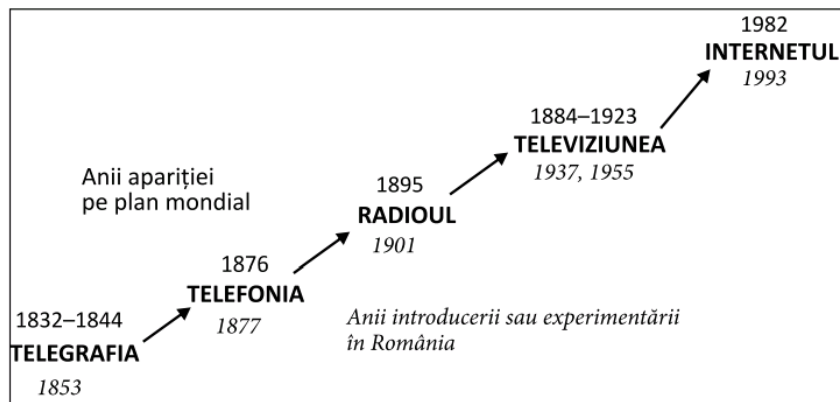 1982
INTERNETUL
1993
1884–1923
TELEVIZIUNEA
1937, 1955
Anii apariției
pe plan mondial
1895
RADIOUL
1901
1876
TELEFONIA
1877
Anii introducerii sau experimentării
în România
1832–1844
TELEGRAFIA
1853